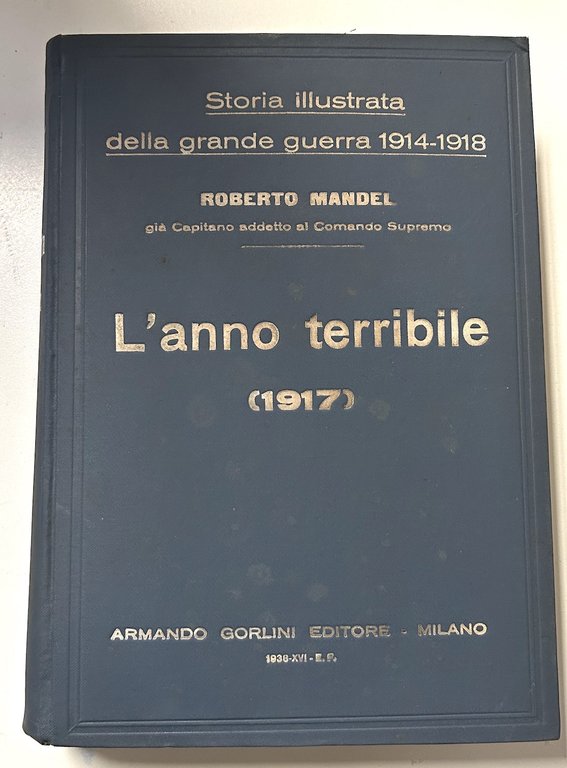 Storia illustrata
della grande guerra 1914-1918
ROBERTO MANDEL
già Capitano addetto al Comando Supremo
L'anno terribile
(1917)
ARMANDO GORLINI EDITORE - MILANO
1938-XVI - E. F.